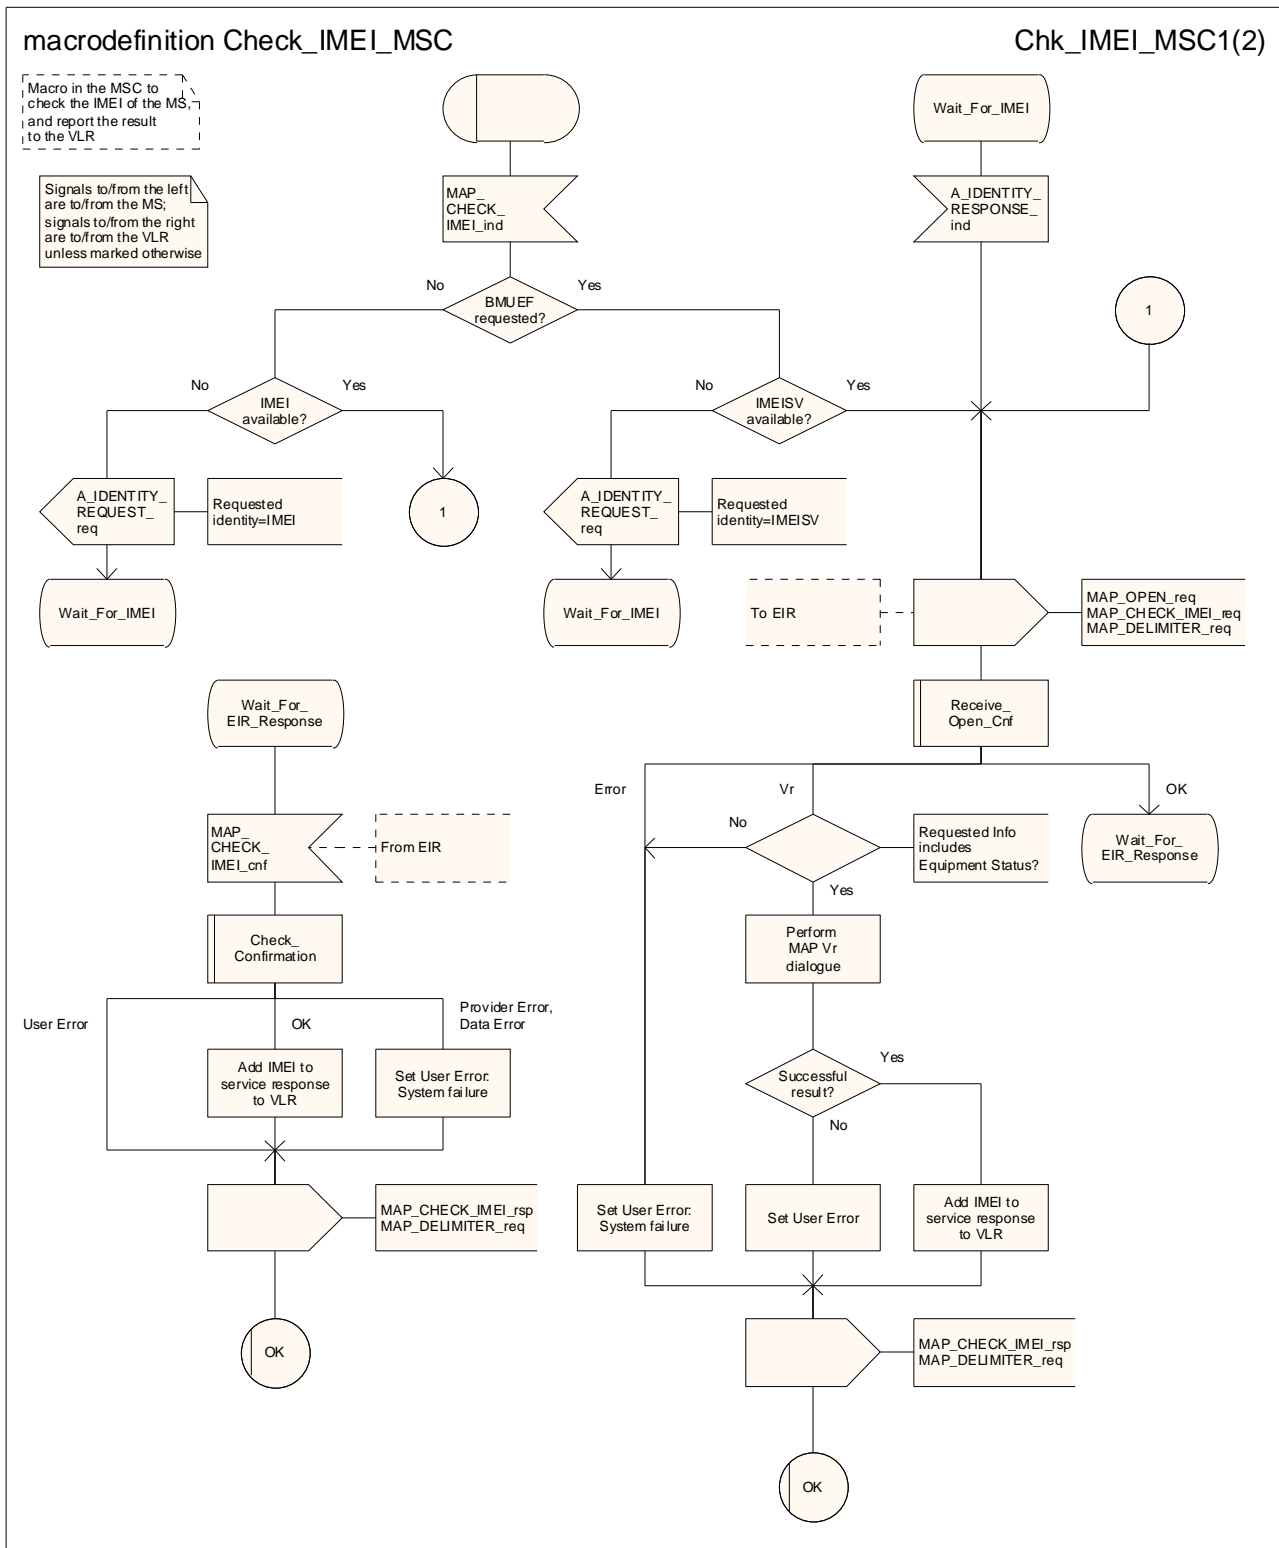 macrodefinition Check_IMEI_MSC
Chk_IMEI_MSC1(2)
Macro in the MSC to
check the IMEI of the MS,
and report the result
to the VLR
Signals to/from the left
are to/from the MS;
signals to/from the right
are to/from the VLR
unless marked otherwise
MAP_
CHECK_
IMEI_ind
Wait_For_IMEI
A_IDENTITY_
RESPONSE_
ind
No
Yes
BMUEF
requested?
1
No
Yes
IMEI
available?
No
Yes
IMEISV
available?
A_IDENTITY_
REQUEST_
req
Requested
identity=IMEI
1
A_IDENTITY_
REQUEST_
req
Requested
identity=IMEISV
Wait_For_IMEI
Wait_For_IMEI
To EIR
MAP_OPEN_req
MAP_CHECK_IMEI_req
MAP_DELIMITER_req
Wait_For_
EIR_Response
Receive_
Open_Cnf
Error
Vr
OK
MAP_
CHECK_
IMEI_cnf
From EIR
No
Requested Info
includes
Equipment Status?
Wait_For_
EIR_Response
Yes
Check_
Confirmation
Perform
MAP Vr
dialogue
User Error
OK
Provider Error,
Data Error
Add IMEI to
service response
to VLR
Set User Error:
System failure
Successful
result?
Yes
No
MAP_CHECK_IMEI_rsp
MAP_DELIMITER_req
Set User Error:
System failure
Set User Error
Add IMEI to
service response
to VLR
OK
MAP_CHECK_IMEI_rsp
MAP_DELIMITER_req
OK